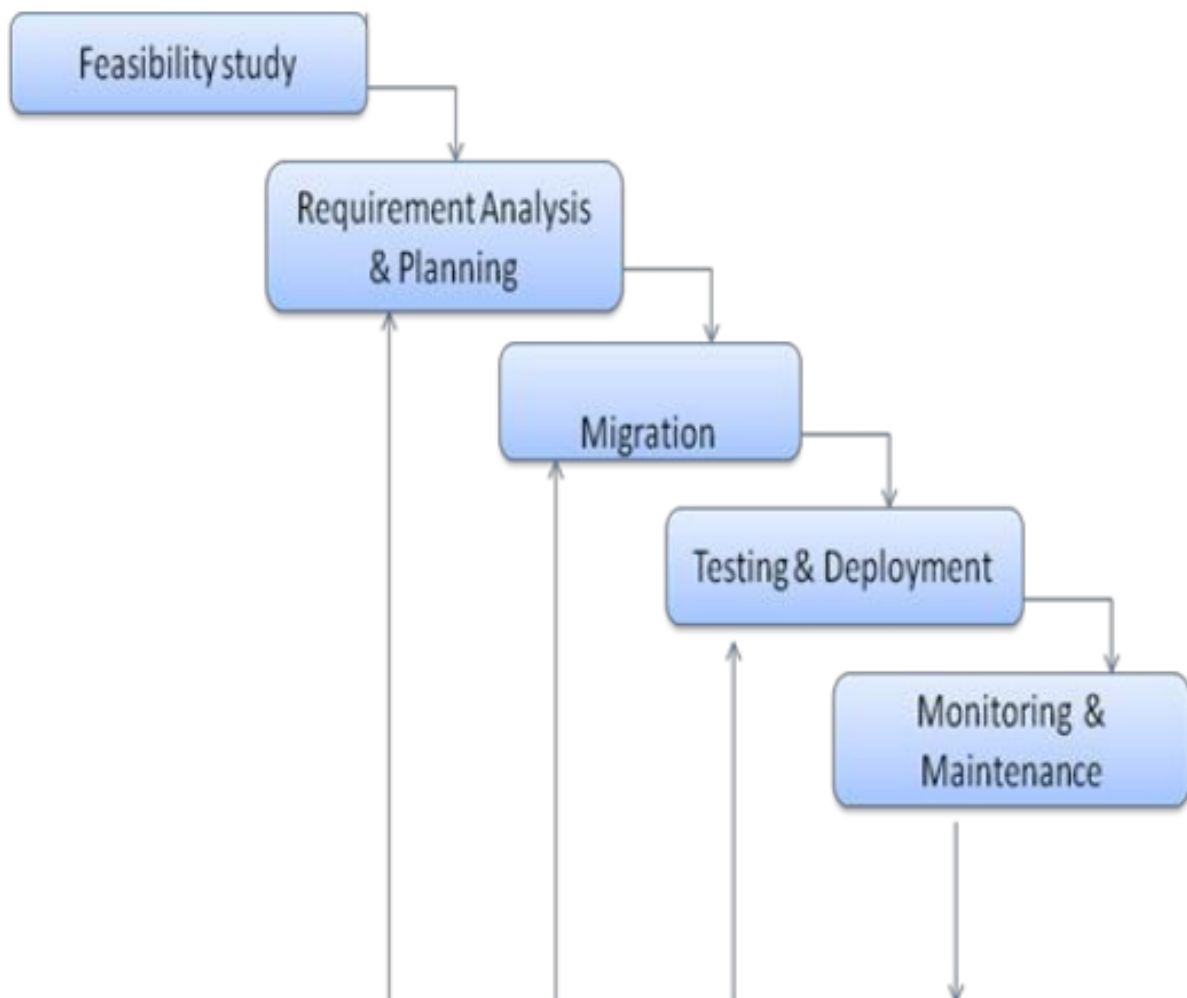 Feasibility study
Requirement Analysis
& Planning
Migration
Testing & Deployment
Monitoring &
Maintenance